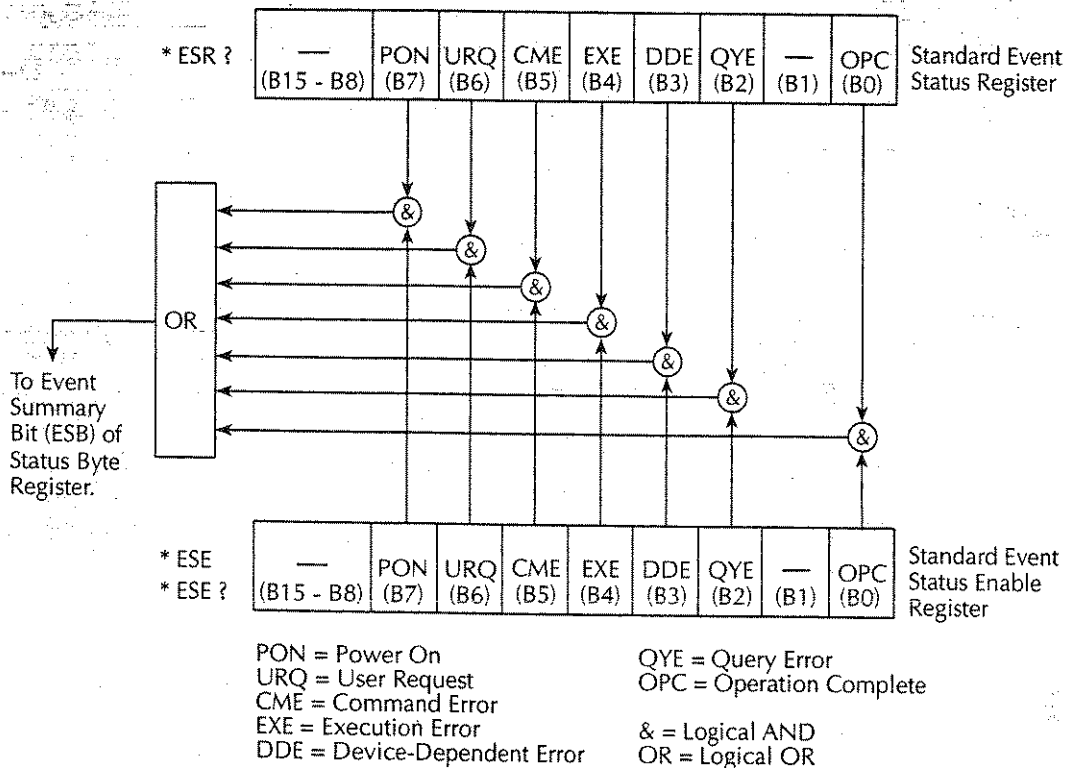 * ESR ?
— PON URQ CME EXE DDE QYE — OPC
(B15 - B8) (B7) (B6) (B5) (B4) (B3) (B2) (B1) (B0)
Standard Event
Status Register
&
&
&
&
&
&
&
OR
To Event
Summary
Bit (ESB) of
Status Byte
Register.
* ESE
* ESE ?
— PON URQ CME EXE DDE QYE — OPC
(B15 - B8) (B7) (B6) (B5) (B4) (B3) (B2) (B1) (B0)
Standard Event
Status Enable
Register
PON = Power On
URQ = User Request
CME = Command Error
EXE = Execution Error
DDE = Device-Dependent Error
QYE = Query Error
OPC = Operation Complete
& = Logical AND
OR = Logical OR